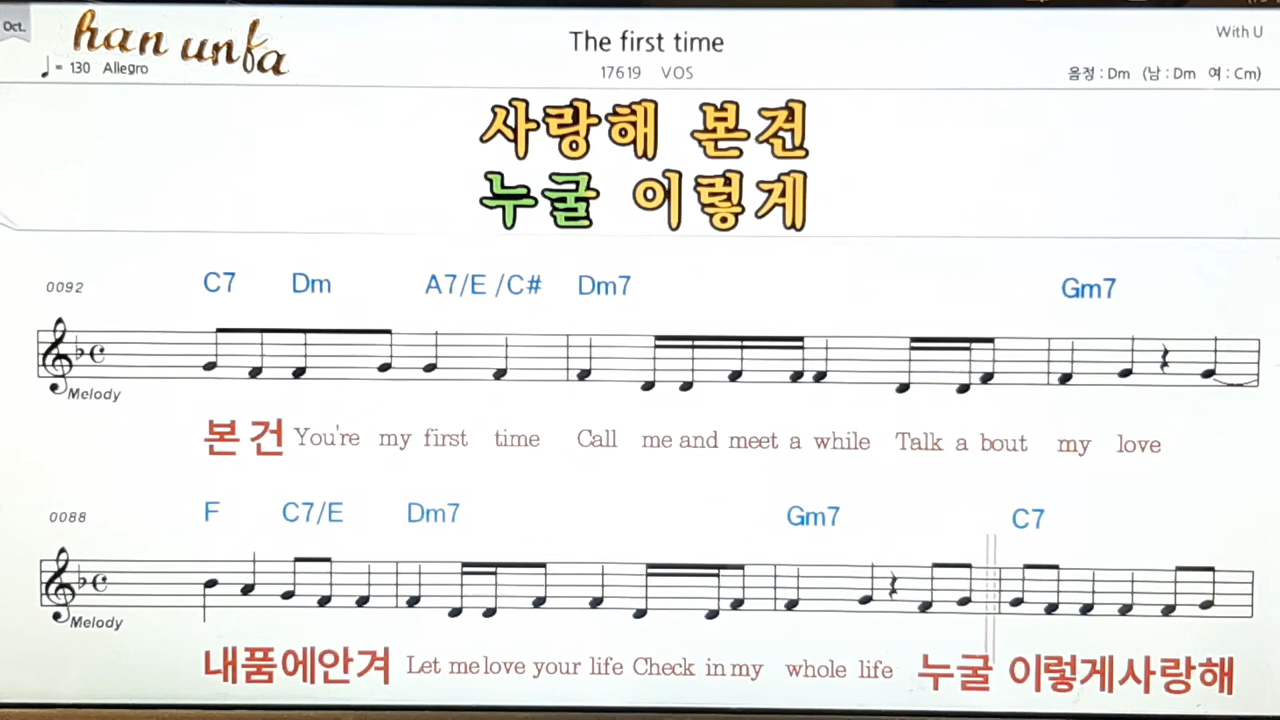 Oct.
han unfa
The first time
With U
♩= 130 Allegro
17619 VOS
음정 : Dm (남 : Dm 여 : Cm)
사랑해 본건
누굴 이렇게
0092
C7 Dm A7/E /C# Dm7 Gm7
Melody
본건 You're my first time Call me and meet a while Talk a bout my love
0088
F C7/E Dm7 Gm7 C7
Melody
내품에안겨 Let me love your life Check in my whole life 누굴 이렇게사랑해